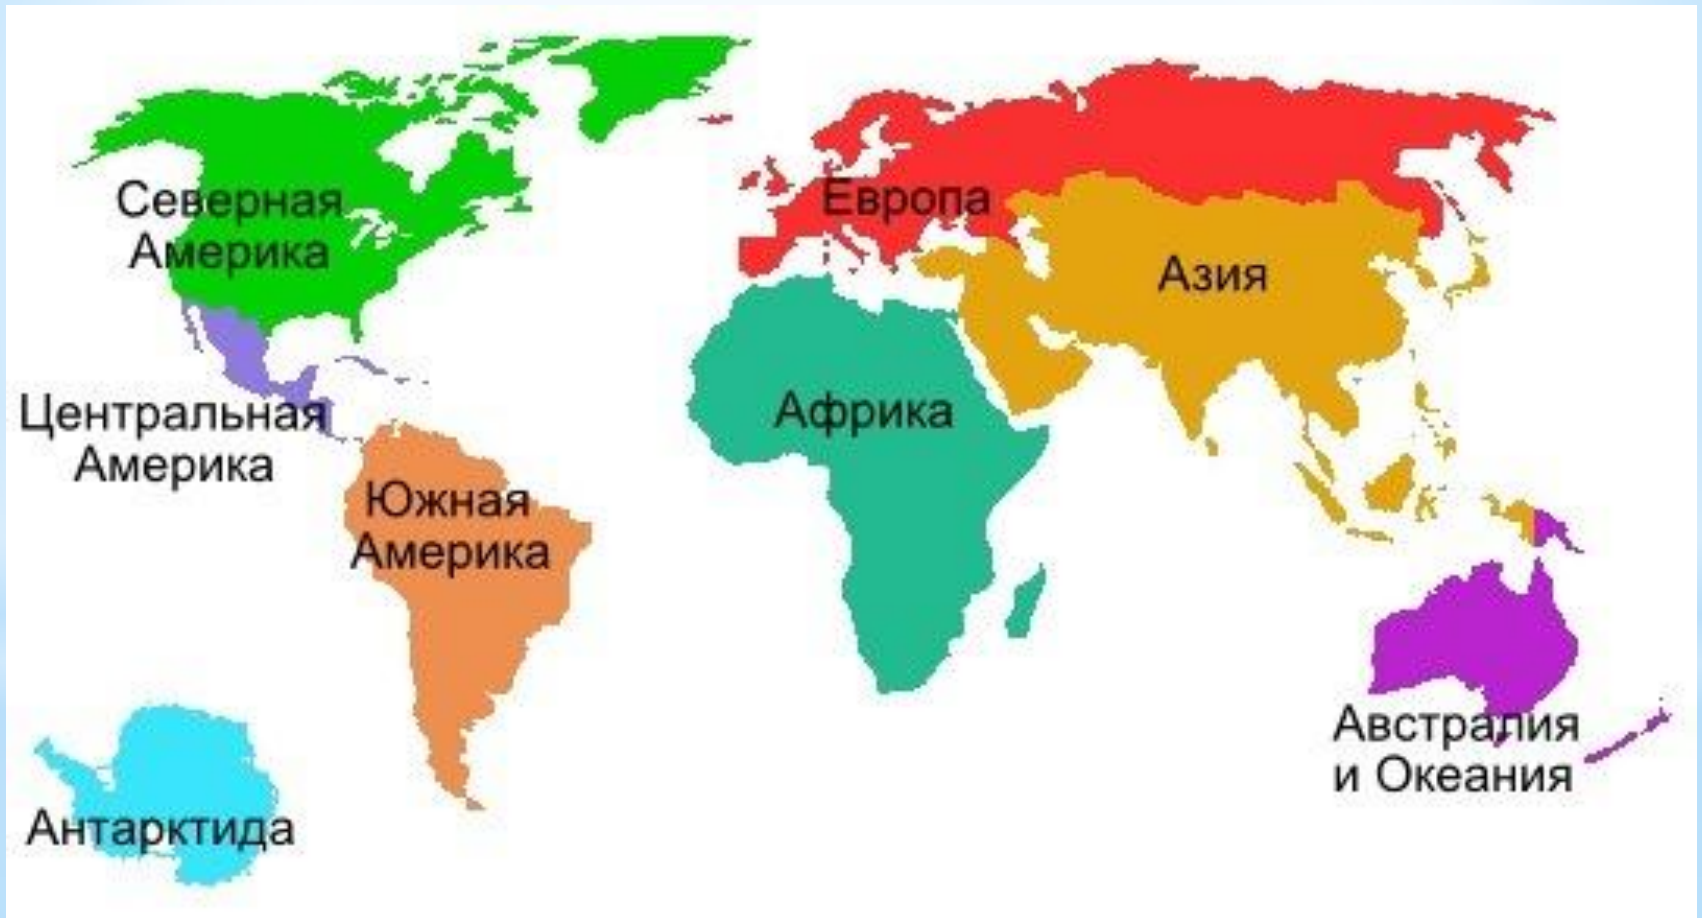 Северная
Америка
Европа
Азия
Центральная
Америка
Африка
Южная
Америка
Австралия
и Океания
Антарктида